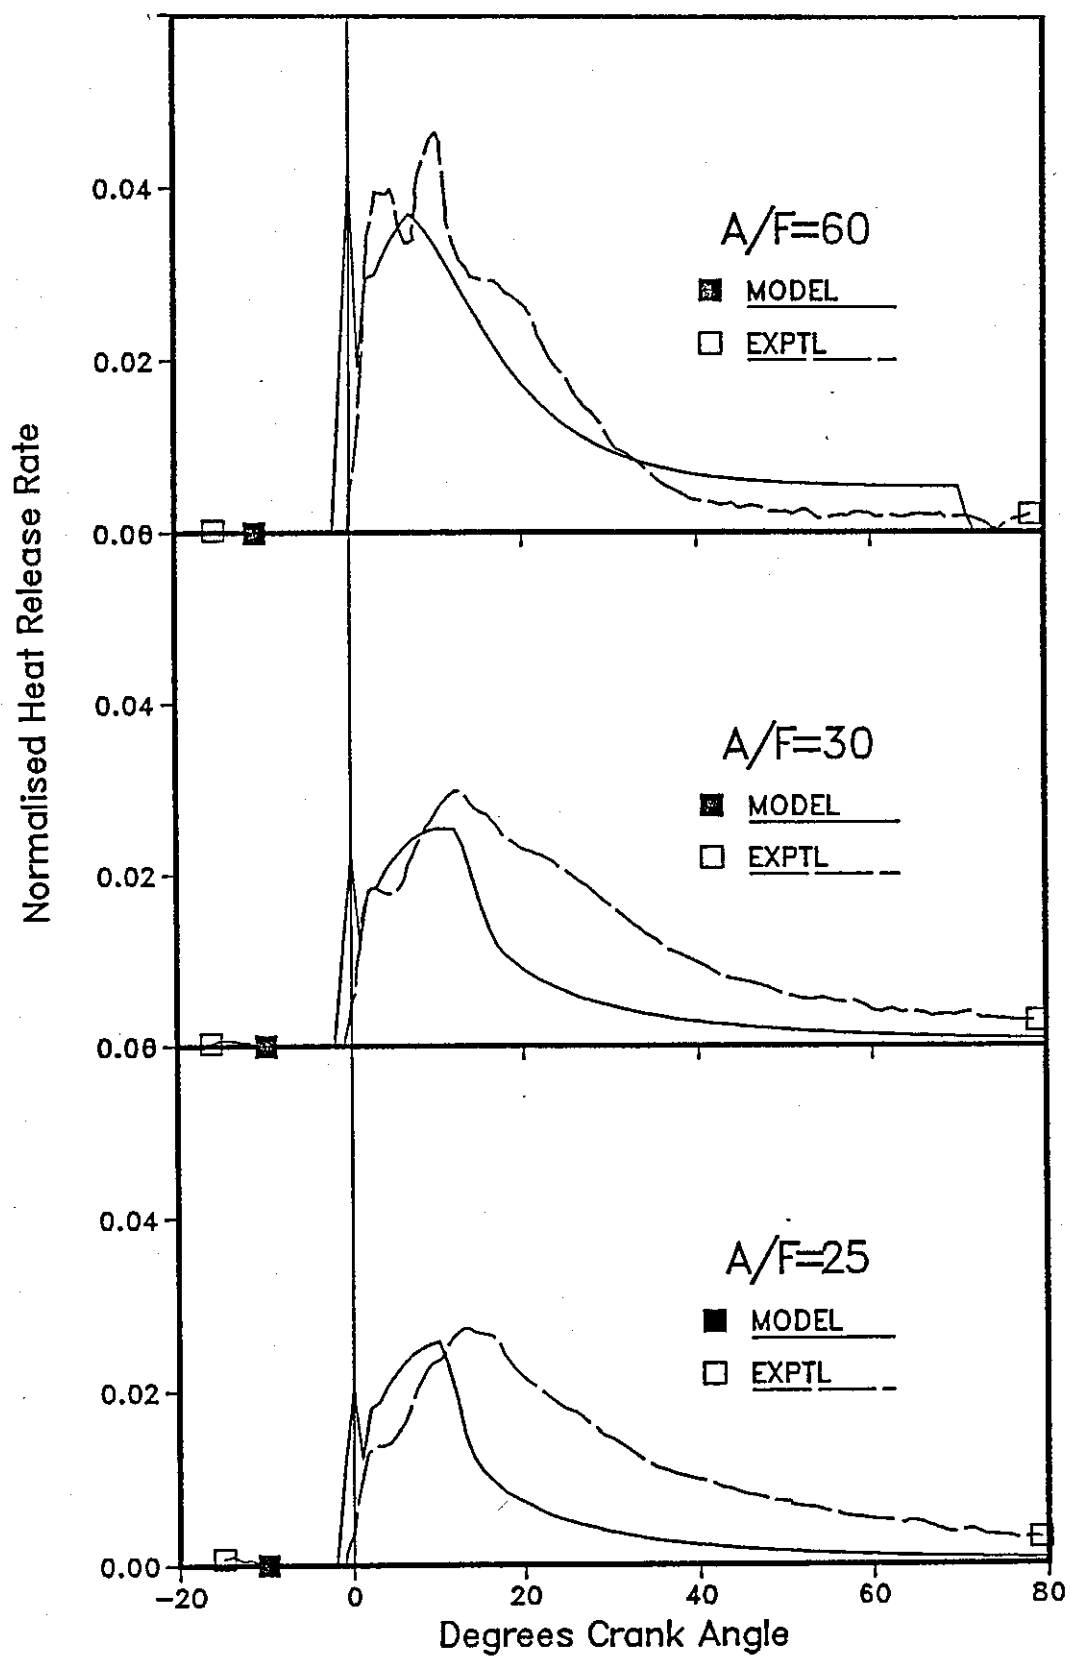 Normalised Heat Release Rate
0.04
0.02
0.00
A/F=60
MODEL
EXPTL
0.04
0.02
0.00
A/F=30
MODEL
EXPTL
0.04
0.02
0.00
A/F=25
MODEL
EXPTL
-20 0 20 40 60 80
Degrees Crank Angle